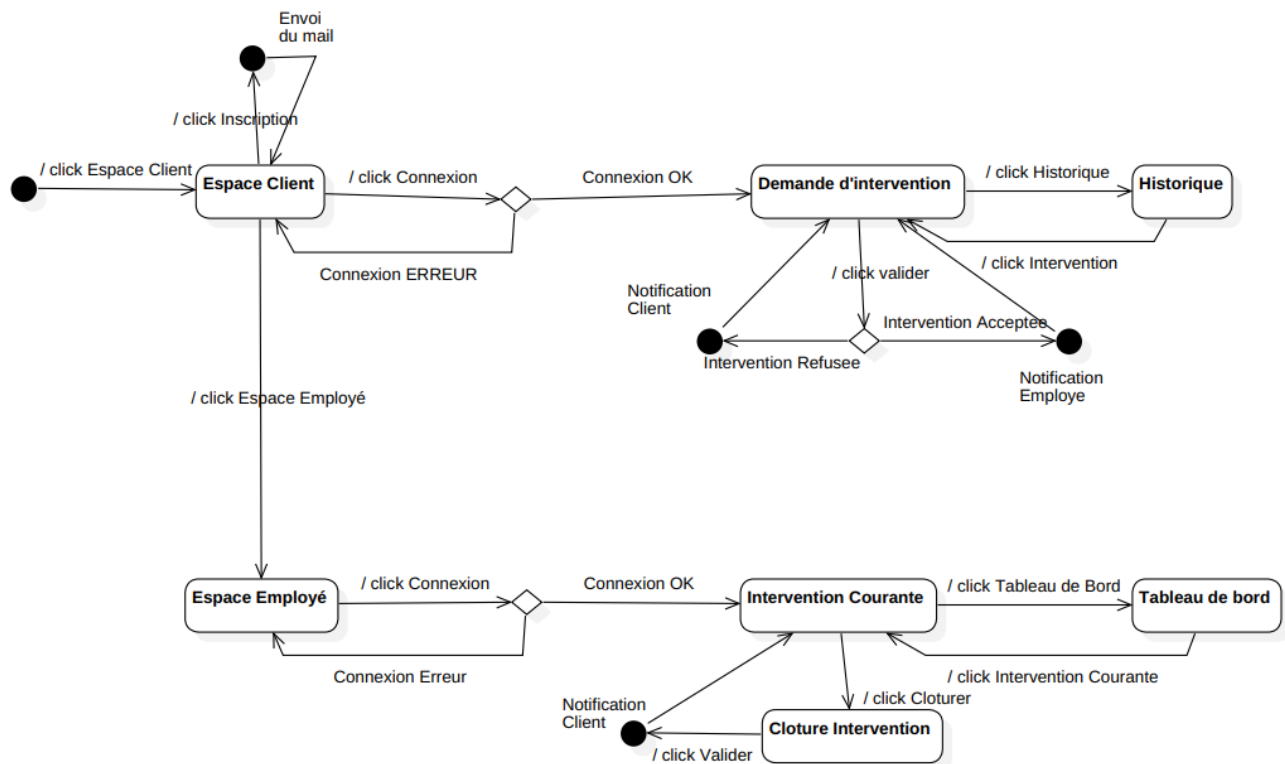 Envoi
du mail
/ click Inscription
/ click Espace Client
Espace Client
/ click Connexion
Connexion OK
Demande d'intervention
/ click Historique
Historique
Connexion ERREUR
/ click valider
/ click Intervention
Notification
Client
Intervention Acceptee
Intervention Refusee
Notification
Employe
/ click Espace Employé
Espace Employé
/ click Connexion
Connexion OK
Intervention Courante
/ click Tableau de Bord
Tableau de bord
Connexion Erreur
/ click Intervention Courante
/ click Cloturer
Notification
Client
Cloture Intervention
/ click Valider